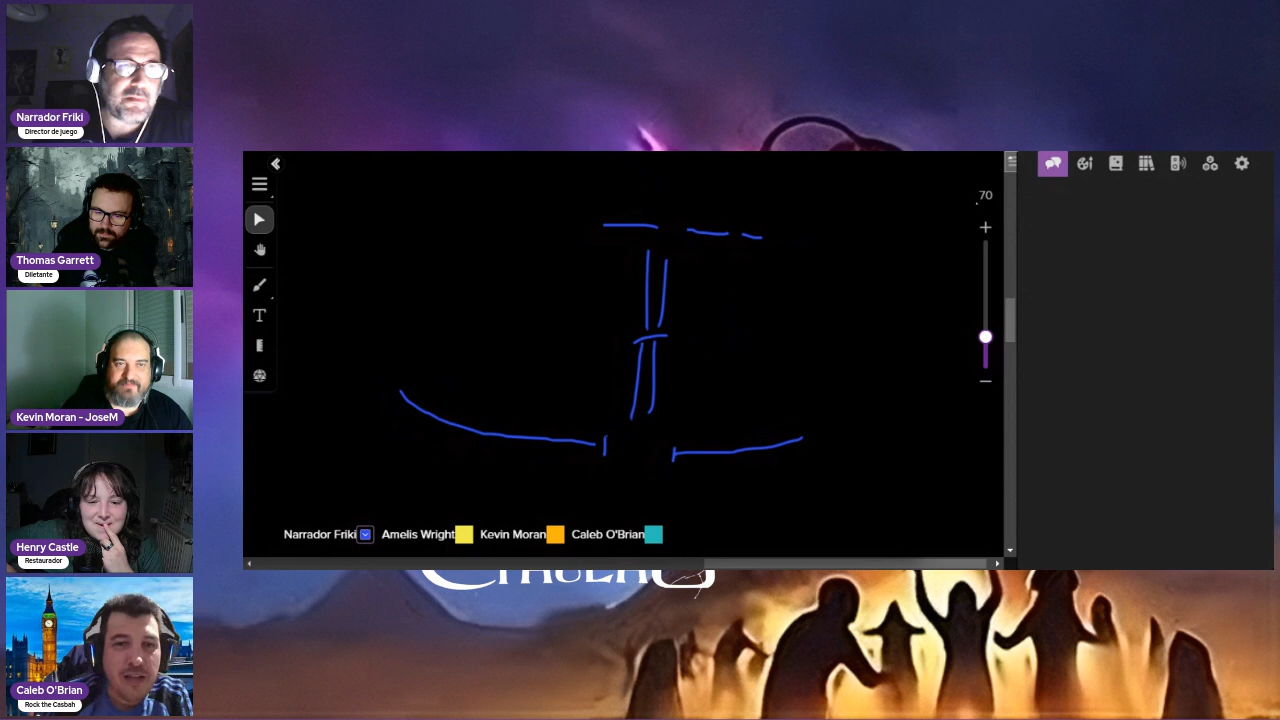 Narrador Friki
Director de juego
Thomas Garrett
Diletante
Kevin Moran - JoseM
Henry Castle
Restaurador
Caleb O'Brian
Rock the Casbah
70
T
Narrador Friki Amelis Wright Kevin Moran Caleb O'Brian